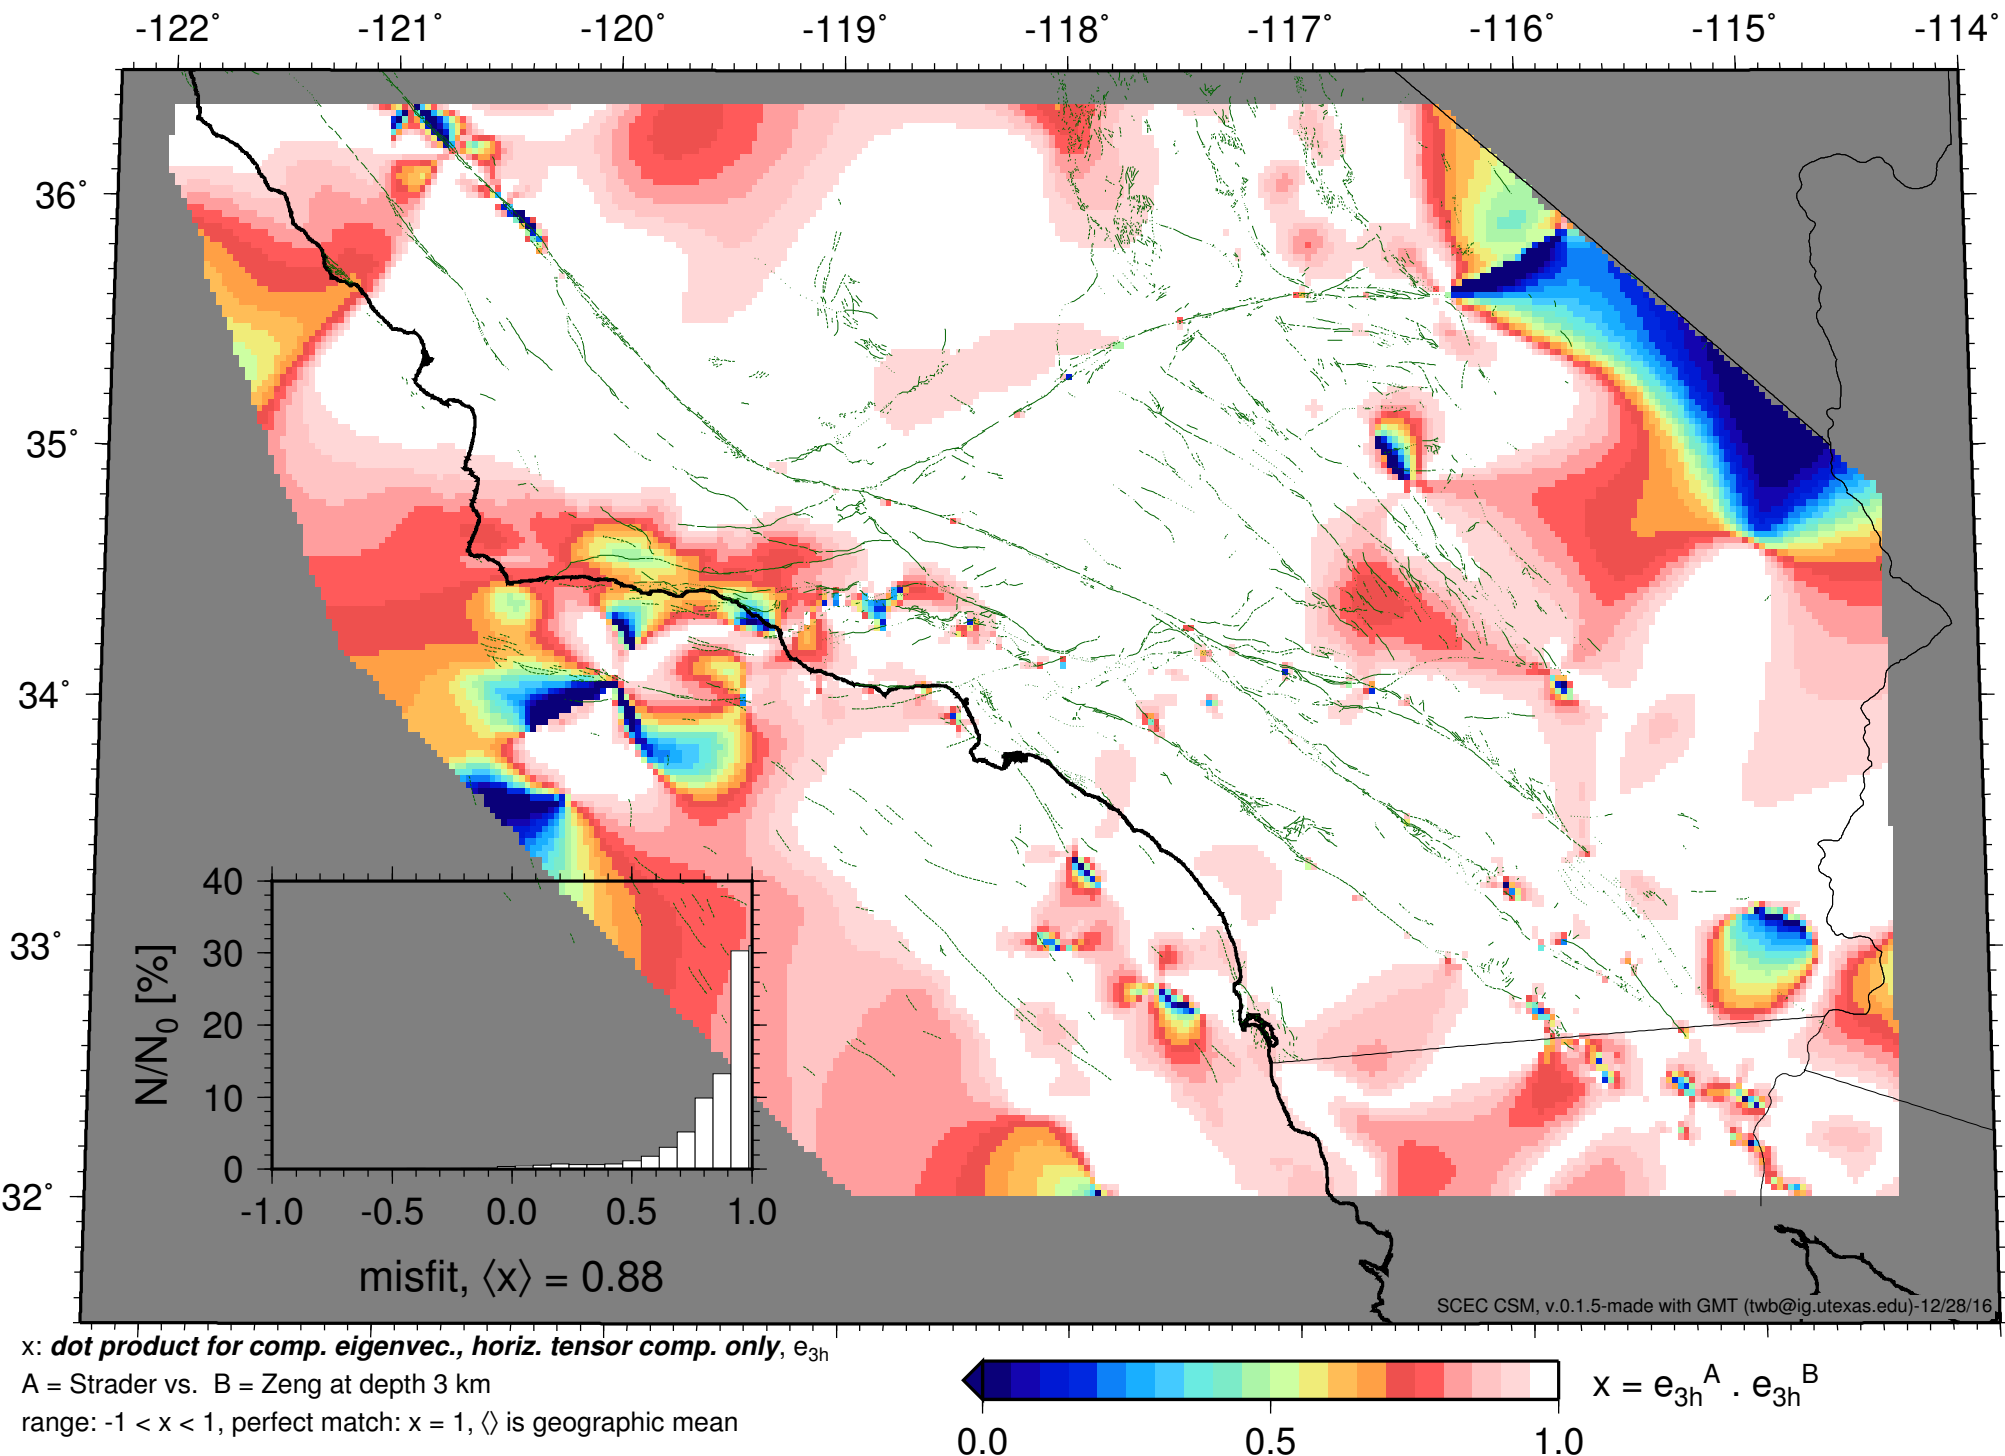 -122˚ -121˚ -120˚ -119˚ -118˚ -117˚ -116˚ -115˚ -114˚
36˚
35˚
34˚
33˚
32˚
40
30
20
10
0
N/N0 [%]
-1.0 -0.5 0.0 0.5 1.0
misfit, ⟨x⟩ = 0.88
SCEC CSM, v.0.1.5-made with GMT (twb@ig.utexas.edu)-12/28/16
x: dot product for comp. eigenvec., horiz. tensor comp. only, e3h
A = Strader vs. B = Zeng at depth 3 km
range: -1 < x < 1, perfect match: x = 1, ⟨⟩ is geographic mean
x = e3hA . e3hB
0.0 0.5 1.0